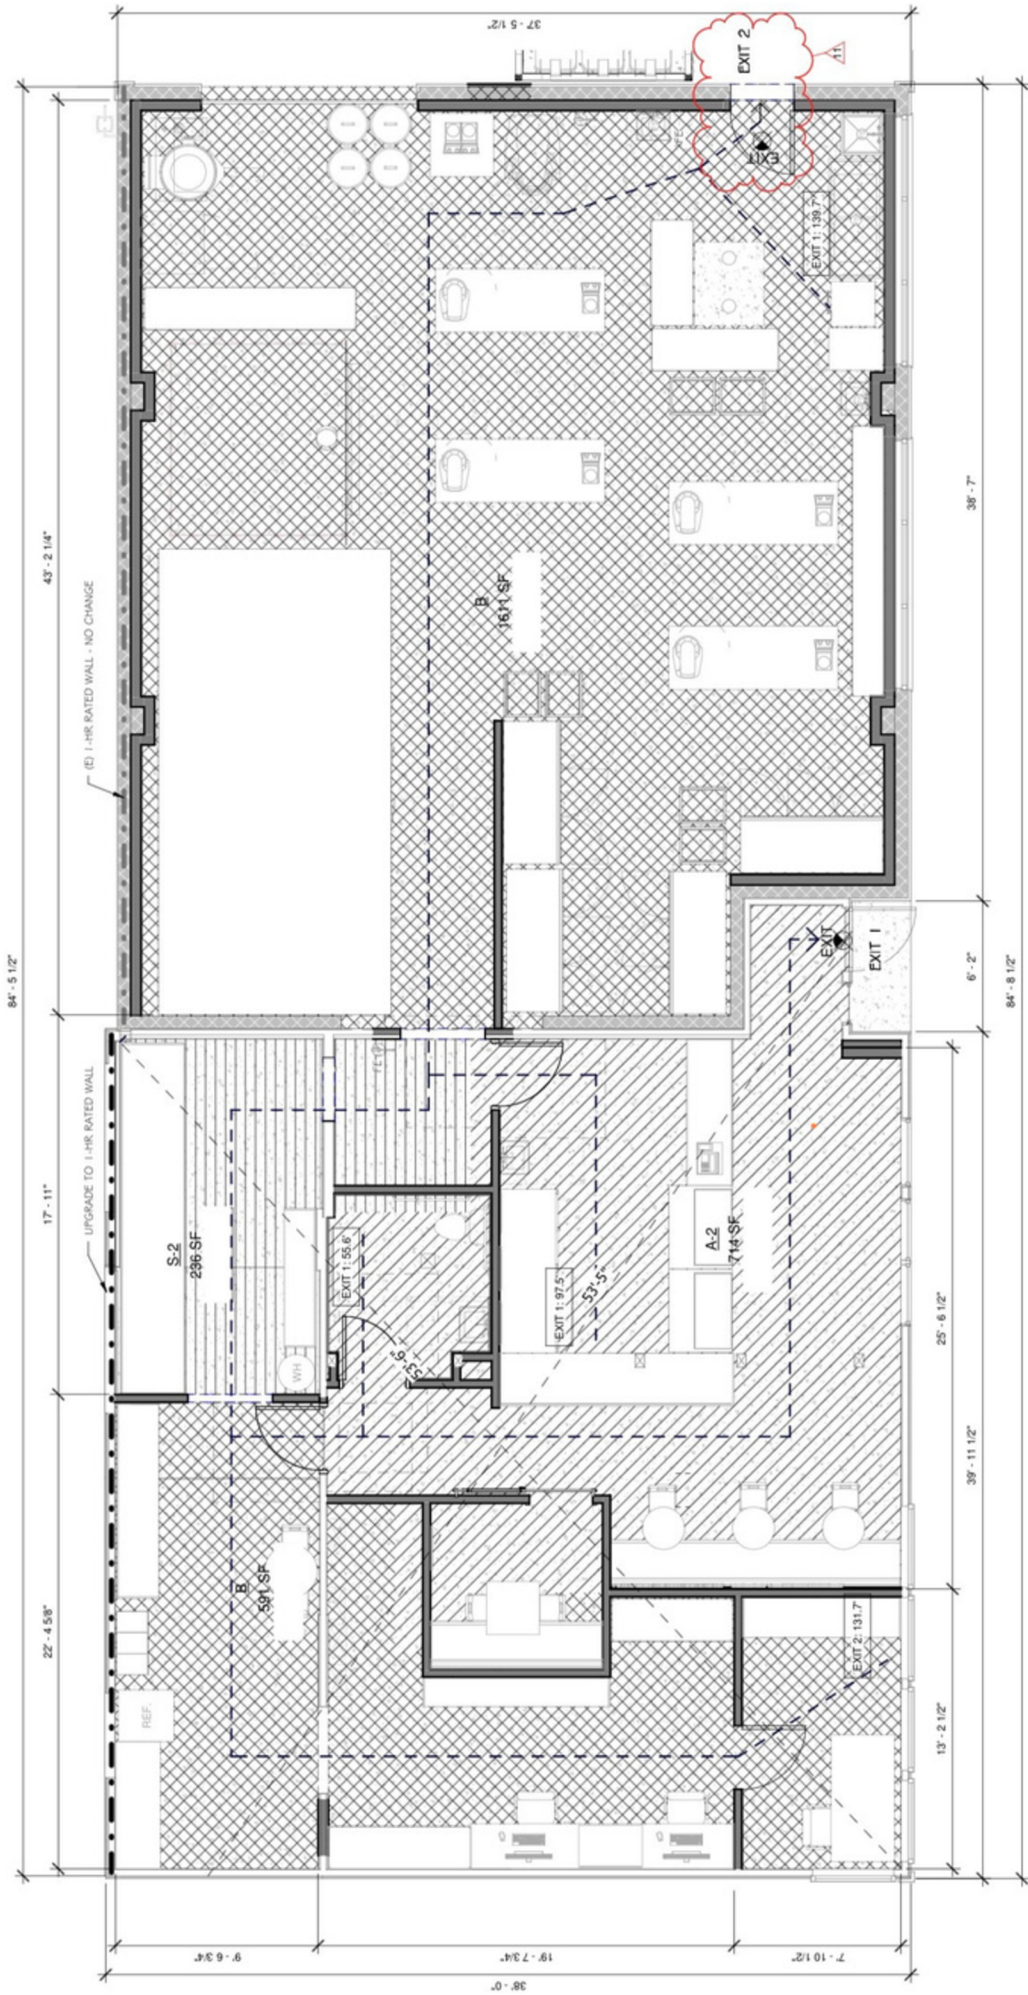 37' - 5 1/2"
EXIT 2
11
EXIT
EXIT 1: 139.7'
84' - 5 1/2"
43' - 2 1/4"
(E) 1-HR RATED WALL - NO CHANGE
38' - 7"
B
1611 SF
EXIT
EXIT 1
6' - 2"
84' - 8 1/2"
UPGRADE TO 1-HR RATED WALL
17' - 11"
S-2
236 SF
EXIT 1: 55.6'
EXIT 1: 97.5'
53'-5"
A-2
714 SF
53'-6"
WH
25' - 6 1/2"
39' - 11 1/2"
22' - 4 5/8"
B
591 SF
REF.
EXIT 2: 131.7'
13' - 2 1/2"
9' - 6 3/4"
19' - 7 3/4"
7' - 10 1/2"
38' - 0"